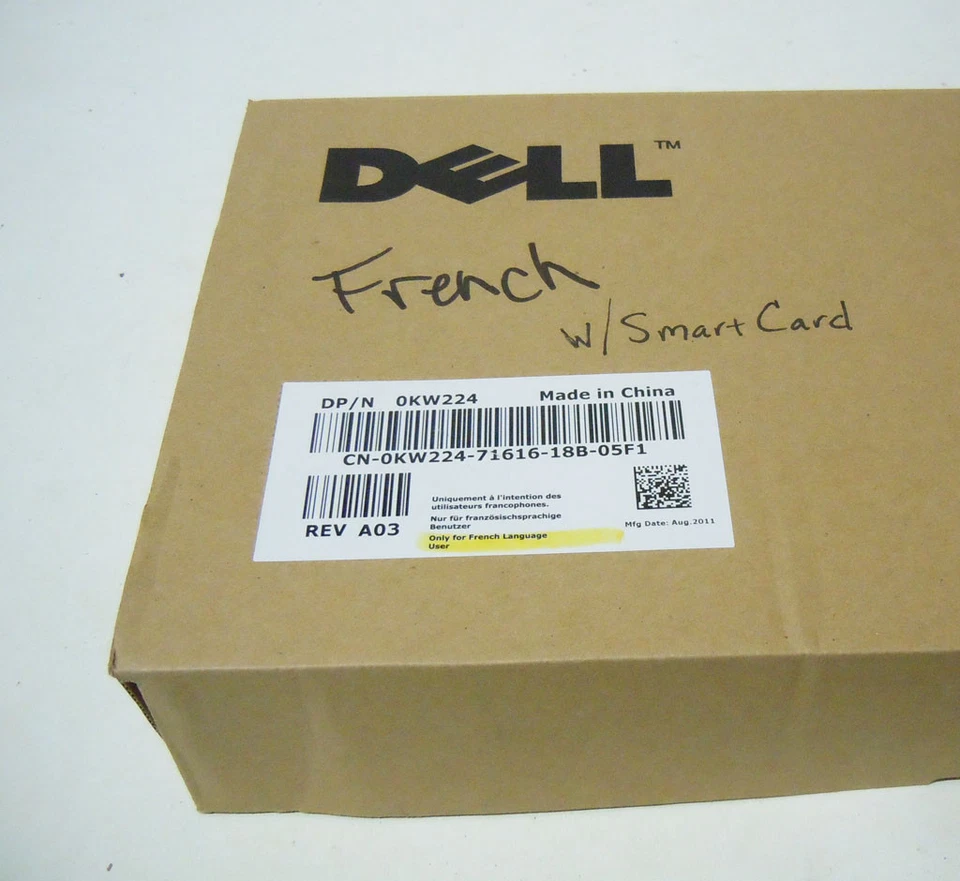 DELL™
French
w/Smart Card
DP/N 0KW224 Made in China
CN-0KW224-71616-18B-05F1
REV A03
Uniquement à l'intention des
utilisateurs francophones.
Nur für französischsprachige
Benutzer
Only for French Language
User
Mfg Date: Aug.2011